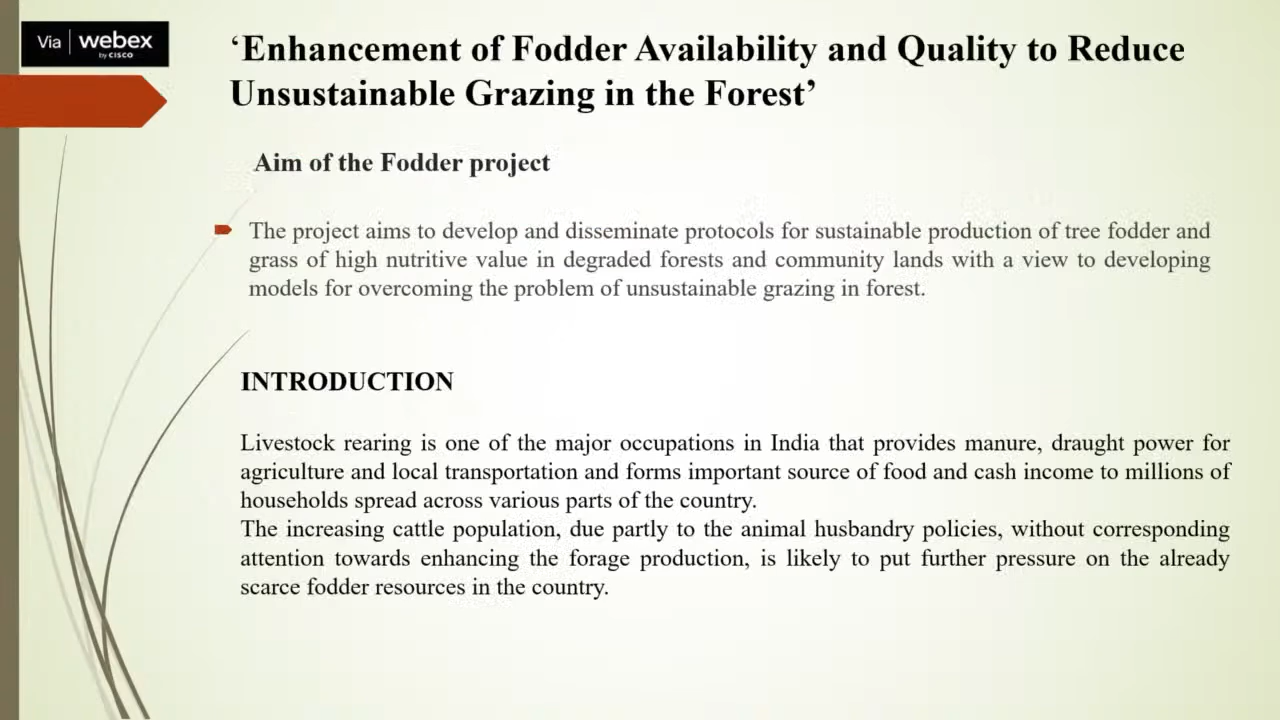 Via | webex
by CISCO
‘Enhancement of Fodder Availability and Quality to Reduce
Unsustainable Grazing in the Forest’
Aim of the Fodder project
The project aims to develop and disseminate protocols for sustainable production of tree fodder and
grass of high nutritive value in degraded forests and community lands with a view to developing
models for overcoming the problem of unsustainable grazing in forest.
INTRODUCTION
Livestock rearing is one of the major occupations in India that provides manure, draught power for
agriculture and local transportation and forms important source of food and cash income to millions of
households spread across various parts of the country.
The increasing cattle population, due partly to the animal husbandry policies, without corresponding
attention towards enhancing the forage production, is likely to put further pressure on the already
scarce fodder resources in the country.